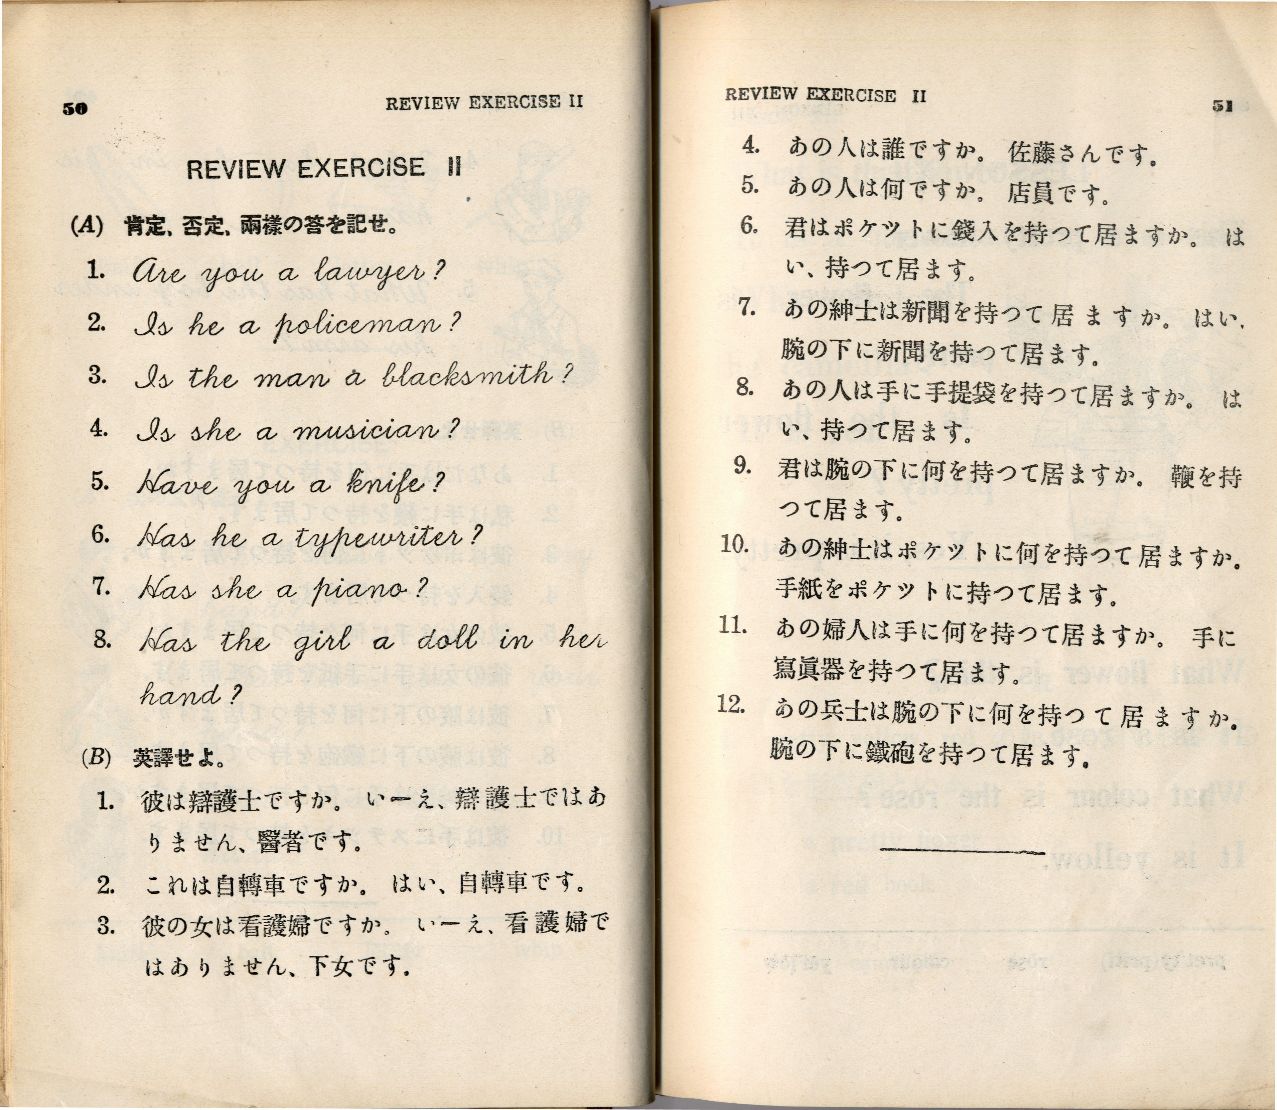 50
REVIEW EXERCISE II
REVIEW EXERCISE II
(A) 肯定、否定、兩樣の答を記せ。
1. Are you a lawyer?
2. Is he a policeman?
3. Is the man a blacksmith?
4. Is she a musician?
5. Have you a knife?
6. Has he a typewriter?
7. Has she a piano?
8. Has the girl a doll in her
hand?
(B) 英譯せよ。
1. 彼は辯護士ですか。 いーえ、辯護士ではあ
りません、醫者です。
2. これは自轉車ですか。 はい、自轉車です。
3. 彼の女は看護婦ですか。 いーえ、看護婦で
はありません、下女です。
REVIEW EXERCISE II
51
4. あの人は誰ですか。 佐藤さんです。
5. あの人は何ですか。 店員です。
6. 君はポケツトに錢入を持つて居ますか。 は
い、持つて居ます。
7. あの紳士は新聞を持つて居ますか。 はい、
腕の下に新聞を持つて居ます。
8. あの人は手に手提袋を持つて居ますか。 は
い、持つて居ます。
9. 君は腕の下に何を持つて居ますか。 鞭を持
つて居ます。
10. あの紳士はポケツトに何を持つて居ますか。
手紙をポケツトに持つて居ます。
11. あの婦人は手に何を持つて居ますか。 手に
寫眞器を持つて居ます。
12. あの兵士は腕の下に何を持つて居ますか。
腕の下に鐵砲を持つて居ます。